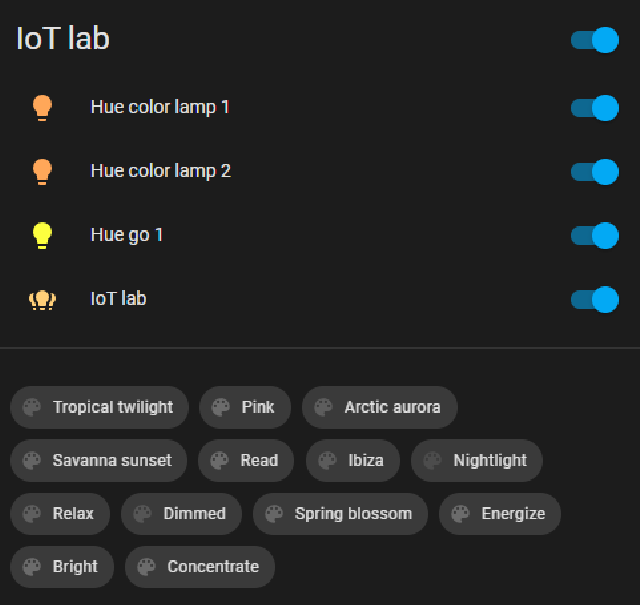 IoT lab
Hue color lamp 1
Hue color lamp 2
Hue go 1
IoT lab
Tropical twilight Pink Arctic aurora
Savanna sunset Read Ibiza Nightlight
Relax Dimmed Spring blossom Energize
Bright Concentrate